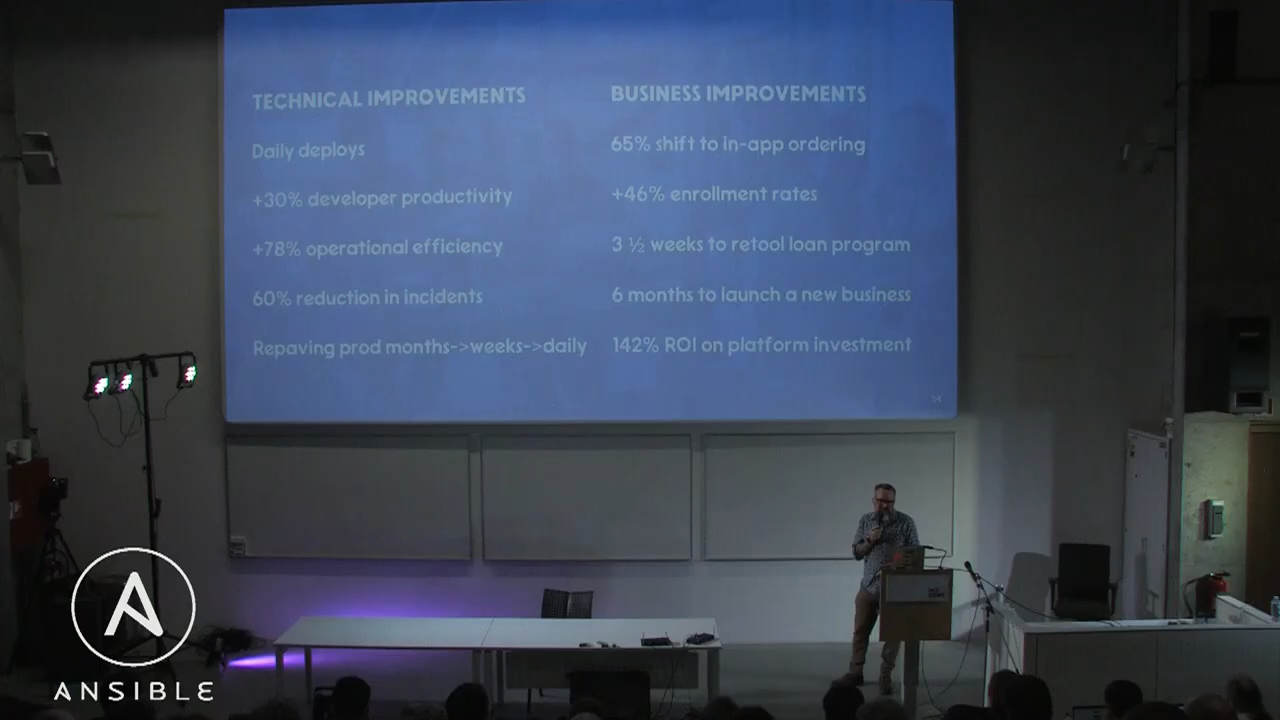 TECHNICAL IMPROVEMENTS
Daily deploys
+30% developer productivity
+78% operational efficiency
60% reduction in incidents
Repaving prod months->weeks->daily
BUSINESS IMPROVEMENTS
65% shift to in-app ordering
+46% enrollment rates
3 ½ weeks to retool loan program
6 months to launch a new business
142% ROI on platform investment
ANSIBLE